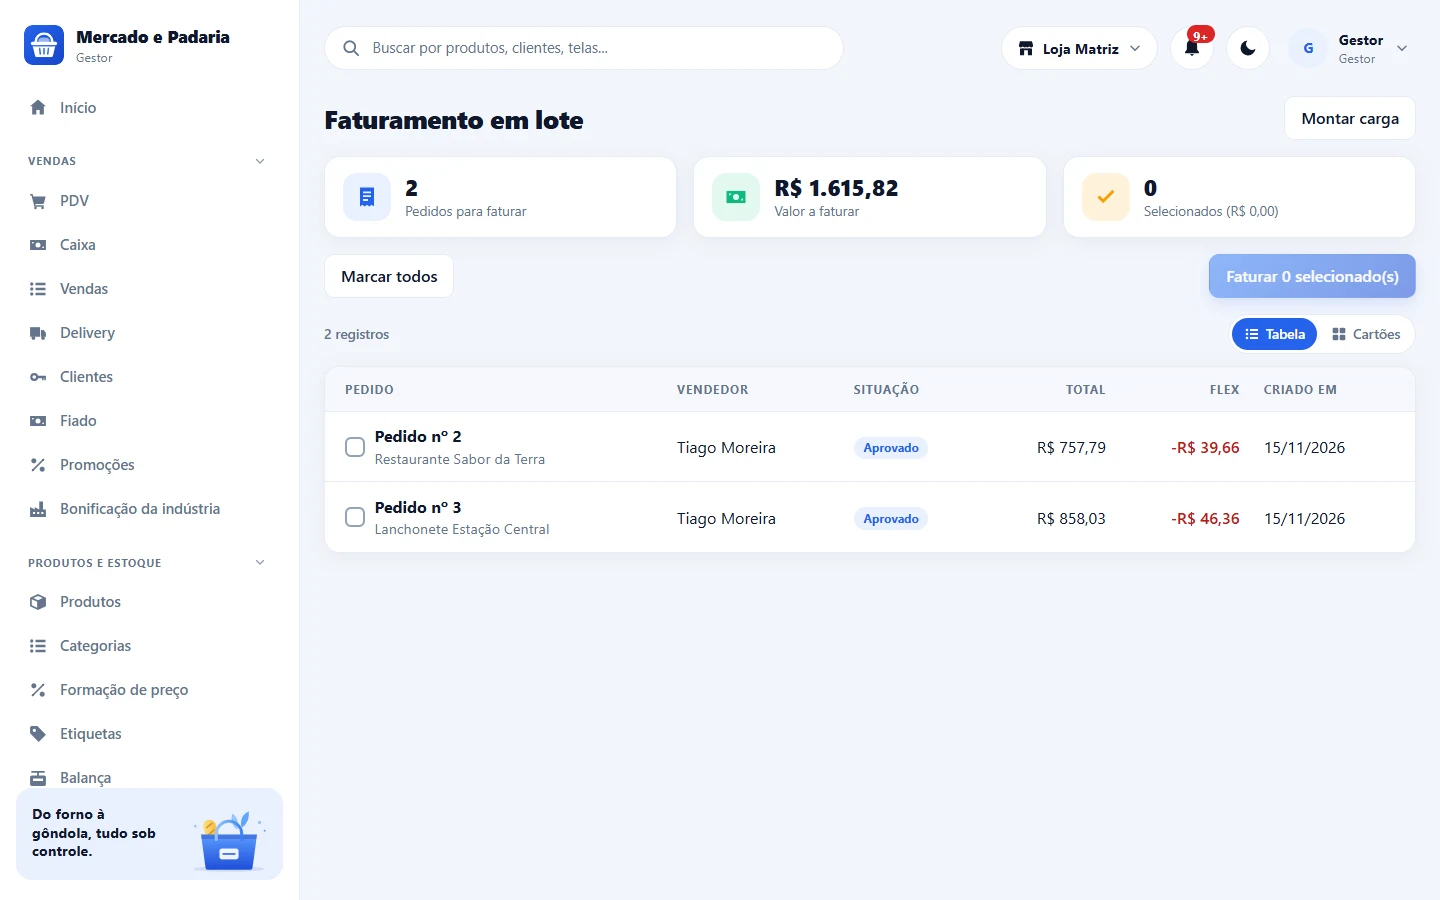 Mercado e Padaria
Gestor
Início
VENDAS
PDV
Caixa
Vendas
Delivery
Clientes
Fiado
Promoções
Bonificação da indústria
PRODUTOS E ESTOQUE
Produtos
Categorias
Formação de preço
Etiquetas
Balança
Do forno à
gôndola, tudo sob
controle.
Buscar por produtos, clientes, telas...
Loja Matriz
9+
G
Gestor
Gestor
Faturamento em lote
Montar carga
2
Pedidos para faturar
R$ 1.615,82
Valor a faturar
0
Selecionados (R$ 0,00)
Marcar todos
Faturar 0 selecionado(s)
2 registros
Tabela
Cartões
PEDIDO VENDEDOR SITUAÇÃO TOTAL FLEX CRIADO EM
Pedido nº 2
Restaurante Sabor da Terra
Tiago Moreira Aprovado R$ 757,79 -R$ 39,66 15/11/2026
Pedido nº 3
Lanchonete Estação Central
Tiago Moreira Aprovado R$ 858,03 -R$ 46,36 15/11/2026